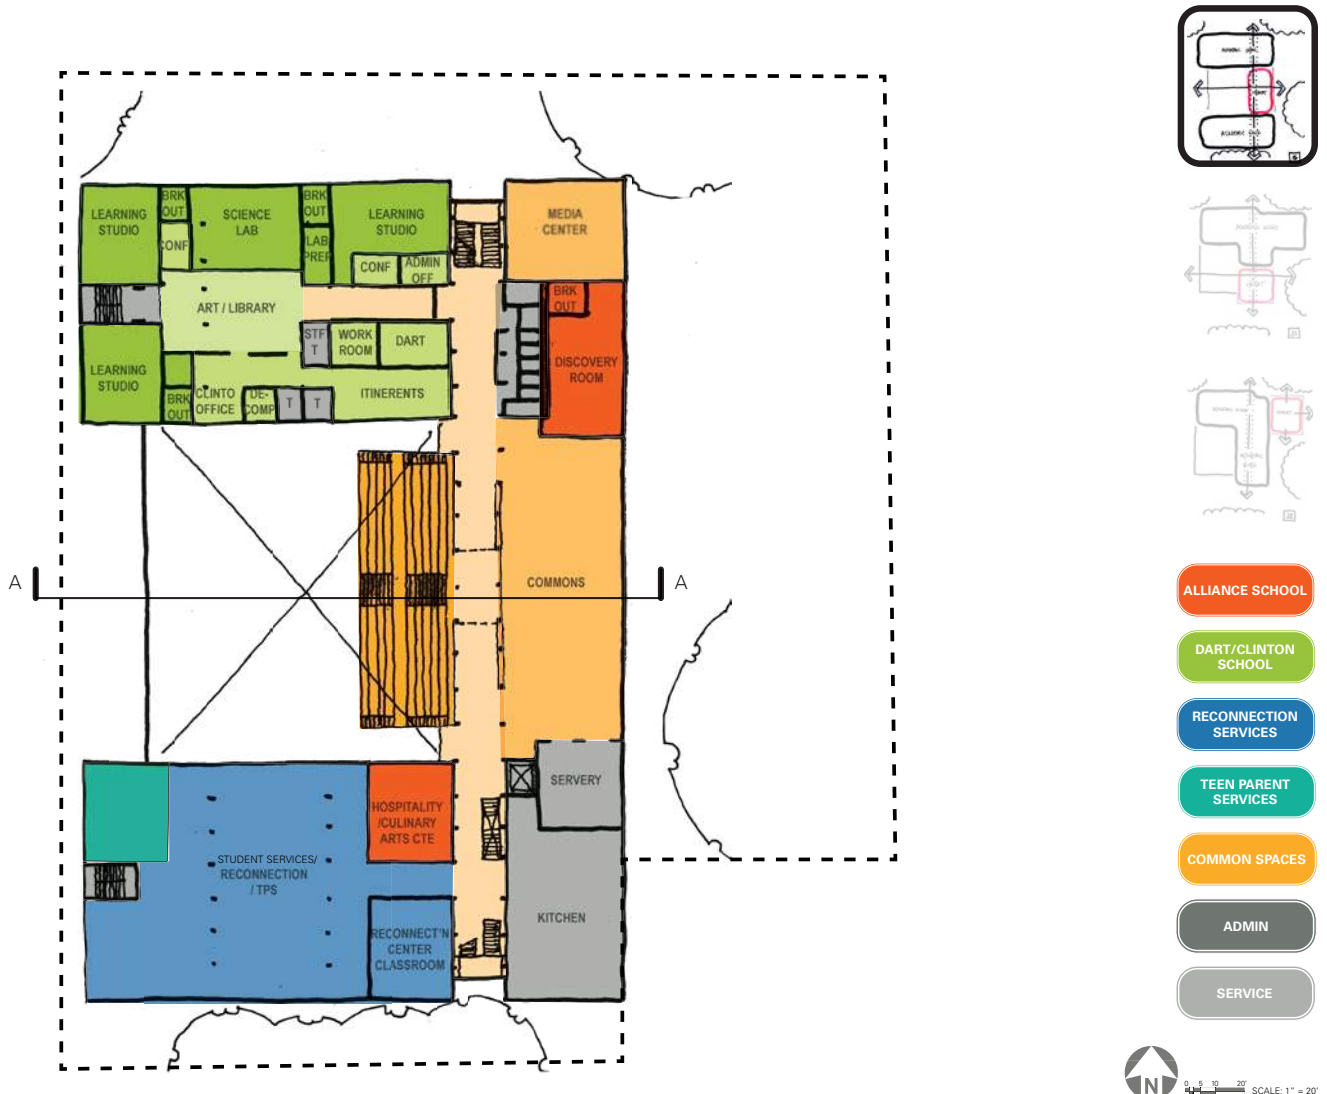 LEARNING
STUDIO
BRK
OUT
CONF
SCIENCE
LAB
BRK
OUT
LAB
PREP
LEARNING
STUDIO
CONF
ADMIN
OFF
MEDIA
CENTER
ART / LIBRARY
BRK
OUT
DISCOVERY
ROOM
STF
T
WORK
ROOM
DART
LEARNING
STUDIO
BRK
OUT
CLINTO
OFFICE
DE-
COMP
T
T
ITINERENTS
A
A
COMMONS
SERVERY
HOSPITALITY
/CULINARY
ARTS CTE
STUDENT SERVICES/
RECONNECTION
/ TPS
RECONNECT'N
CENTER
CLASSROOM
KITCHEN
ALLIANCE SCHOOL
DART/CLINTON
SCHOOL
RECONNECTION
SERVICES
TEEN PARENT
SERVICES
COMMON SPACES
ADMIN
SERVICE
N
0 5 10 20'
SCALE: 1" = 20'